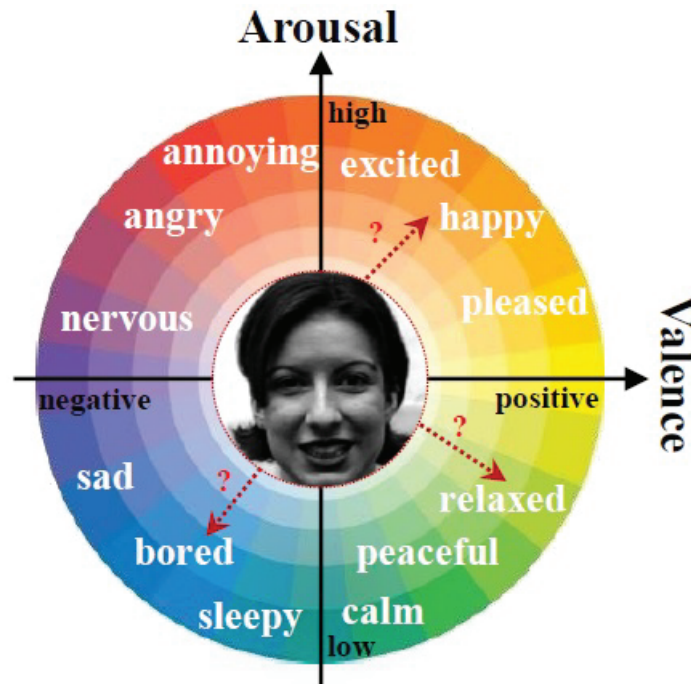 Arousal
high
annoying
excited
angry
happy
?
nervous
pleased
Valence
negative
positive
sad
?
?
relaxed
bored
peaceful
sleepy
calm
low